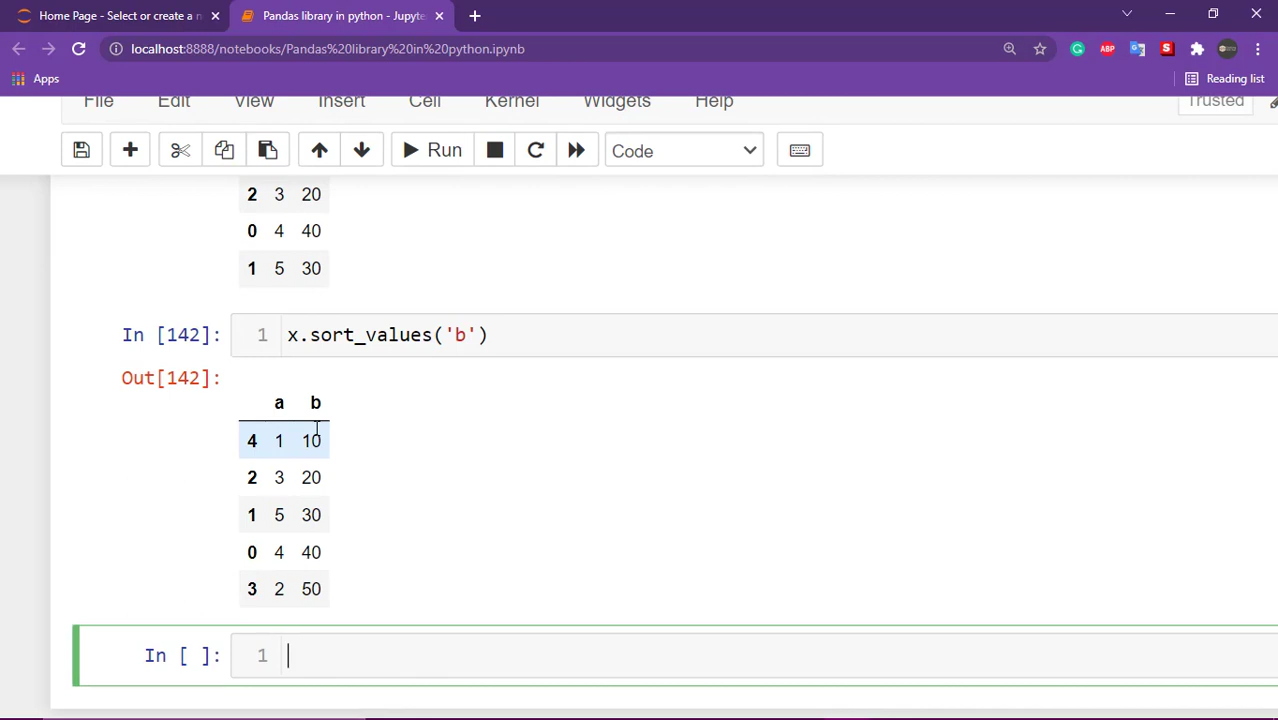 Home Page - Select or create a n
Pandas library in python - Jupyte
localhost:8888/notebooks/Pandas%20library%20in%20python.ipynb
ABP
S
Apps
Reading list
File Edit View Insert Cell Kernel Widgets Help
Trusted
Run
Code
2 3 20
0 4 40
1 5 30
In [142]: 1 x.sort_values('b')
Out[142]:
a b
4 1 10
2 3 20
1 5 30
0 4 40
3 2 50
In [ ]: 1